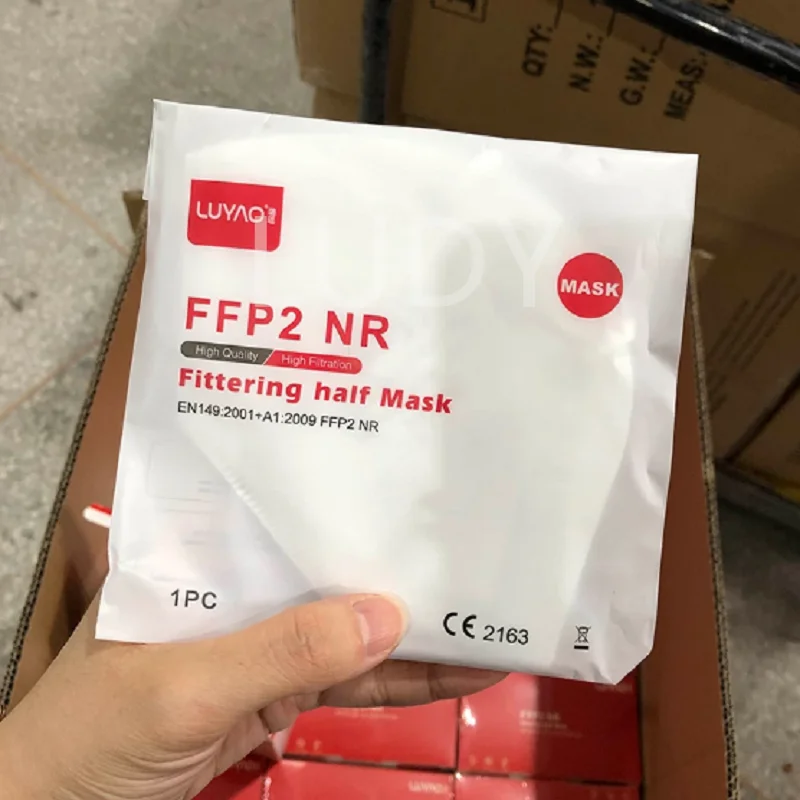 QTY:
N.W.:
G.W.:
MEAS:
LUYAO®
LUDY
MASK
FFP2 NR
High Quality / High Filtration
Fittering half Mask
EN149:2001+A1:2009 FFP2 NR
1PC
CE 2163